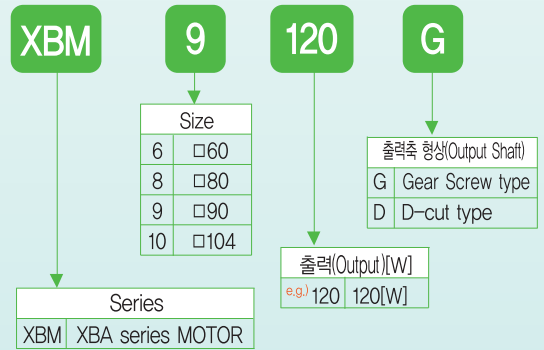 XBM 9 120 G
Size
6 □60
8 □80
9 □90
10 □104
출력축 형상(Output Shaft)
G Gear Screw type
D D-cut type
출력(Output)[W]
e.g.) 120 120[W]
Series
XBM XBA series MOTOR